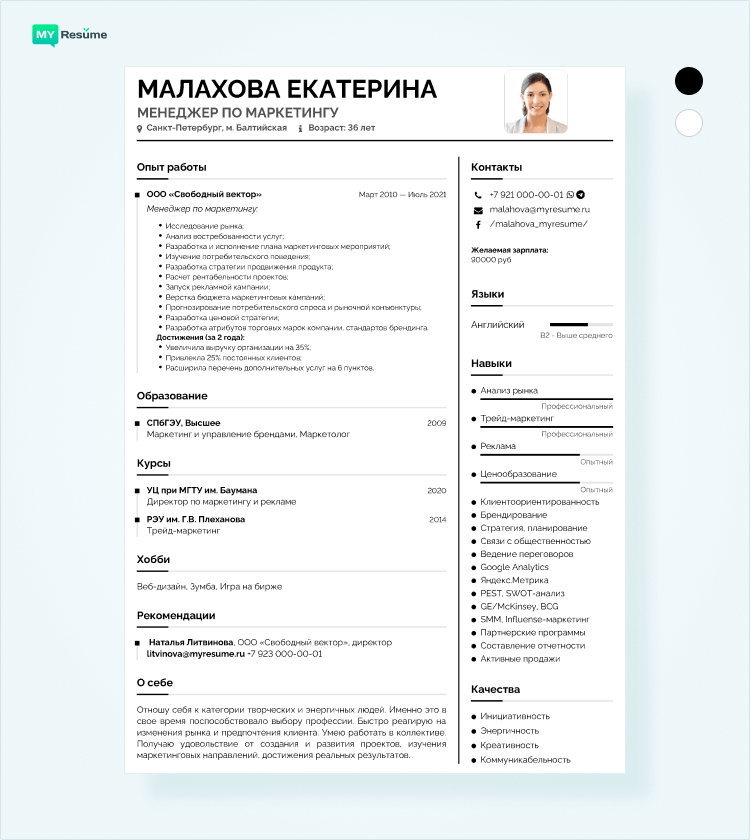 MY Resume
МАЛАХОВА ЕКАТЕРИНА
МЕНЕДЖЕР ПО МАРКЕТИНГУ
Санкт-Петербург, м. Балтийская Возраст: 36 лет
Опыт работы
ООО «Свободный вектор» Март 2010 — Июль 2021
Менеджер по маркетингу:
• Исследование рынка;
• Анализ востребованности услуг;
• Разработка и исполнение плана маркетинговых мероприятий;
• Изучение потребительского поведения;
• Разработка стратегии продвижения продукта;
• Расчет рентабельности проектов;
• Запуск рекламной кампании;
• Верстка бюджета маркетинговых кампаний;
• Прогнозирование потребительского спроса и рыночной конъюнктуры;
• Разработка ценовой стратегии;
• Разработка атрибутов торговых марок компании, стандартов брендинга.
Достижения (за 2 года):
• Увеличила выручку организации на 35%;
• Привлекла 25% постоянных клиентов;
• Расширила перечень дополнительных услуг на 6 пунктов.
Образование
СПбГЭУ, Высшее 2009
Маркетинг и управление брендами, Маркетолог
Курсы
УЦ при МГТУ им. Баумана 2020
Директор по маркетингу и рекламе
РЭУ им. Г.В. Плеханова 2014
Трейд-маркетинг
Хобби
Веб-дизайн, Зумба, Игра на бирже
Рекомендации
Наталья Литвинова, ООО «Свободный вектор», директор
litvinova@myresume.ru +7 923 000-00-01
О себе
Отношу себя к категории творческих и энергичных людей. Именно это в
свое время поспособствовало выбору профессии. Быстро реагирую на
изменения рынка и предпочтения клиента. Умею работать в коллективе.
Получаю удовольствие от создания и развития проектов, изучения
маркетинговых направлений, достижения реальных результатов.
Контакты
+7 921 000-00-01
malahova@myresume.ru
/malahova_myresume/
Желаемая зарплата:
90000 руб
Языки
Английский
B2 - Выше среднего
Навыки
• Анализ рынка
Профессиональный
• Трейд-маркетинг
Профессиональный
• Реклама
Опытный
• Ценообразование
Опытный
• Клиентоориентированность
• Брендирование
• Стратегия, планирование
• Связи с общественностью
• Ведение переговоров
• Google Analytics
• Яндекс.Метрика
• PEST, SWOT-анализ
• GE/McKinsey, BCG
• SMM, Influense-маркетинг
• Партнерские программы
• Составление отчетности
• Активные продажи
Качества
• Инициативность
• Энергичность
• Креативность
• Коммуникабельность